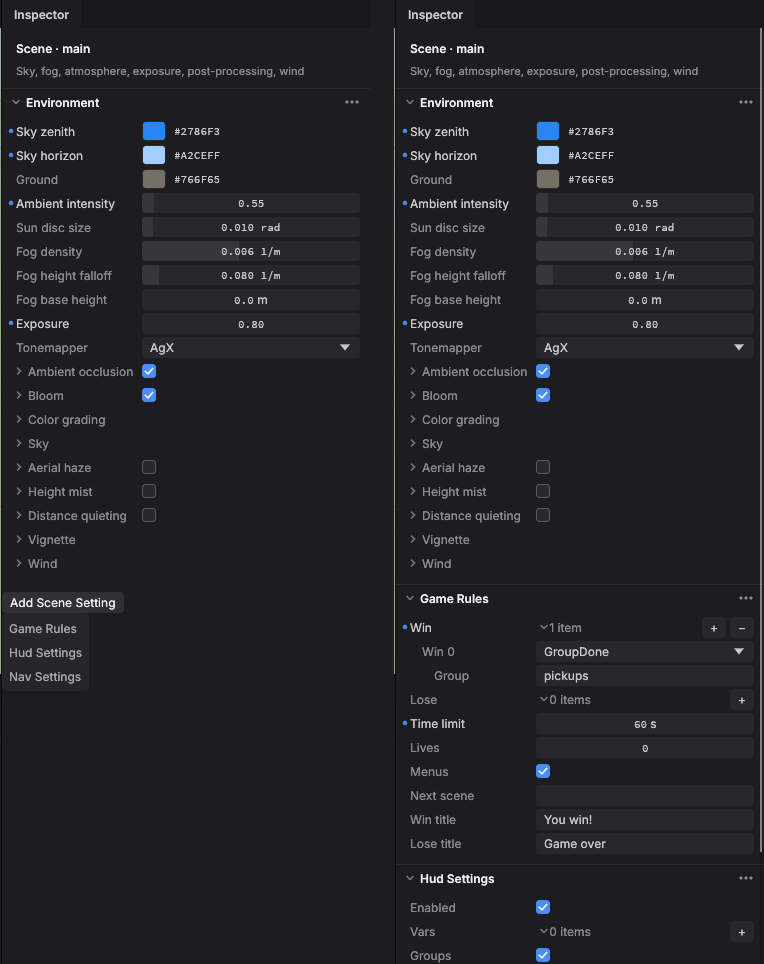 Inspector
Scene · main
Sky, fog, atmosphere, exposure, post-processing, wind
Environment
Sky zenith #2786F3
Sky horizon #A2CEFF
Ground #766F65
Ambient intensity 0.55
Sun disc size 0.010 rad
Fog density 0.006 1/m
Fog height falloff 0.080 1/m
Fog base height 0.0 m
Exposure 0.80
Tonemapper AgX
Ambient occlusion
Bloom
Color grading
Sky
Aerial haze
Height mist
Distance quieting
Vignette
Wind
Add Scene Setting
Game Rules
Hud Settings
Nav Settings
Inspector
Scene · main
Sky, fog, atmosphere, exposure, post-processing, wind
Environment
Sky zenith #2786F3
Sky horizon #A2CEFF
Ground #766F65
Ambient intensity 0.55
Sun disc size 0.010 rad
Fog density 0.006 1/m
Fog height falloff 0.080 1/m
Fog base height 0.0 m
Exposure 0.80
Tonemapper AgX
Ambient occlusion
Bloom
Color grading
Sky
Aerial haze
Height mist
Distance quieting
Vignette
Wind
Game Rules
Win 1 item + −
Win 0 GroupDone
Group pickups
Lose 0 items +
Time limit 60 s
Lives 0
Menus
Next scene
Win title You win!
Lose title Game over
Hud Settings
Enabled
Vars 0 items +
Groups